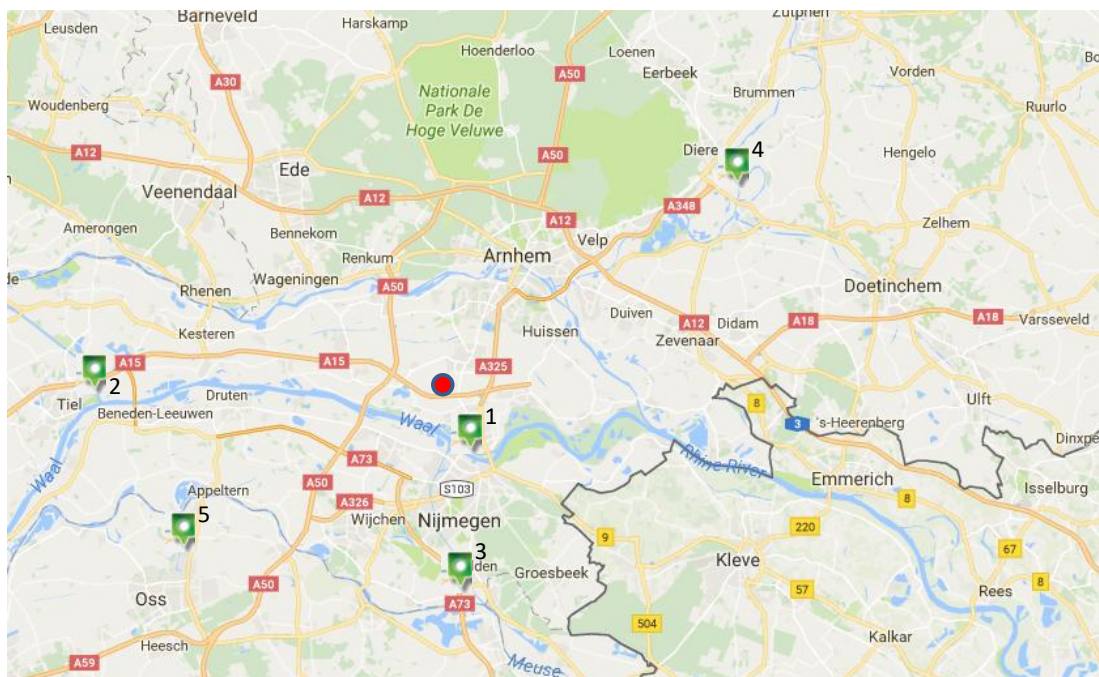 Barneveld
Leusden
Harskamp
Zutphen
Hoenderloo
Loenen
A50
Eerbeek
Vorden
A30
Nationale
Park De
Hoge Veluwe
Brummen
Woudenberg
Ruurlo
A12
A50
Diere
4
Hengelo
Ede
Veenendaal
A12
A348
Amerongen
A12
Zelhem
Bennekom
Velp
Renkum
Arnhem
Wageningen
de
A50
Rhenen
Doetinchem
Duiven
Kesteren
Huissen
A12
Didam
A18
A18
Varsseveld
Zevenaar
A15
A15
A325
2
Tiel
Druten
Beneden-Leeuwen
8
Ulft
Waal
1
3
's-Heerenberg
Dinxpe
A73
Rhine River
Waal
A50
S103
Emmerich
Isselburg
Appeltern
A326
8
5
Wijchen
Nijmegen
220
9
3
67
den
Groesbeek
Kleve
A50
8
Oss
A73
57
Rees
504
Heesch
Kalkar
A59
Meuse